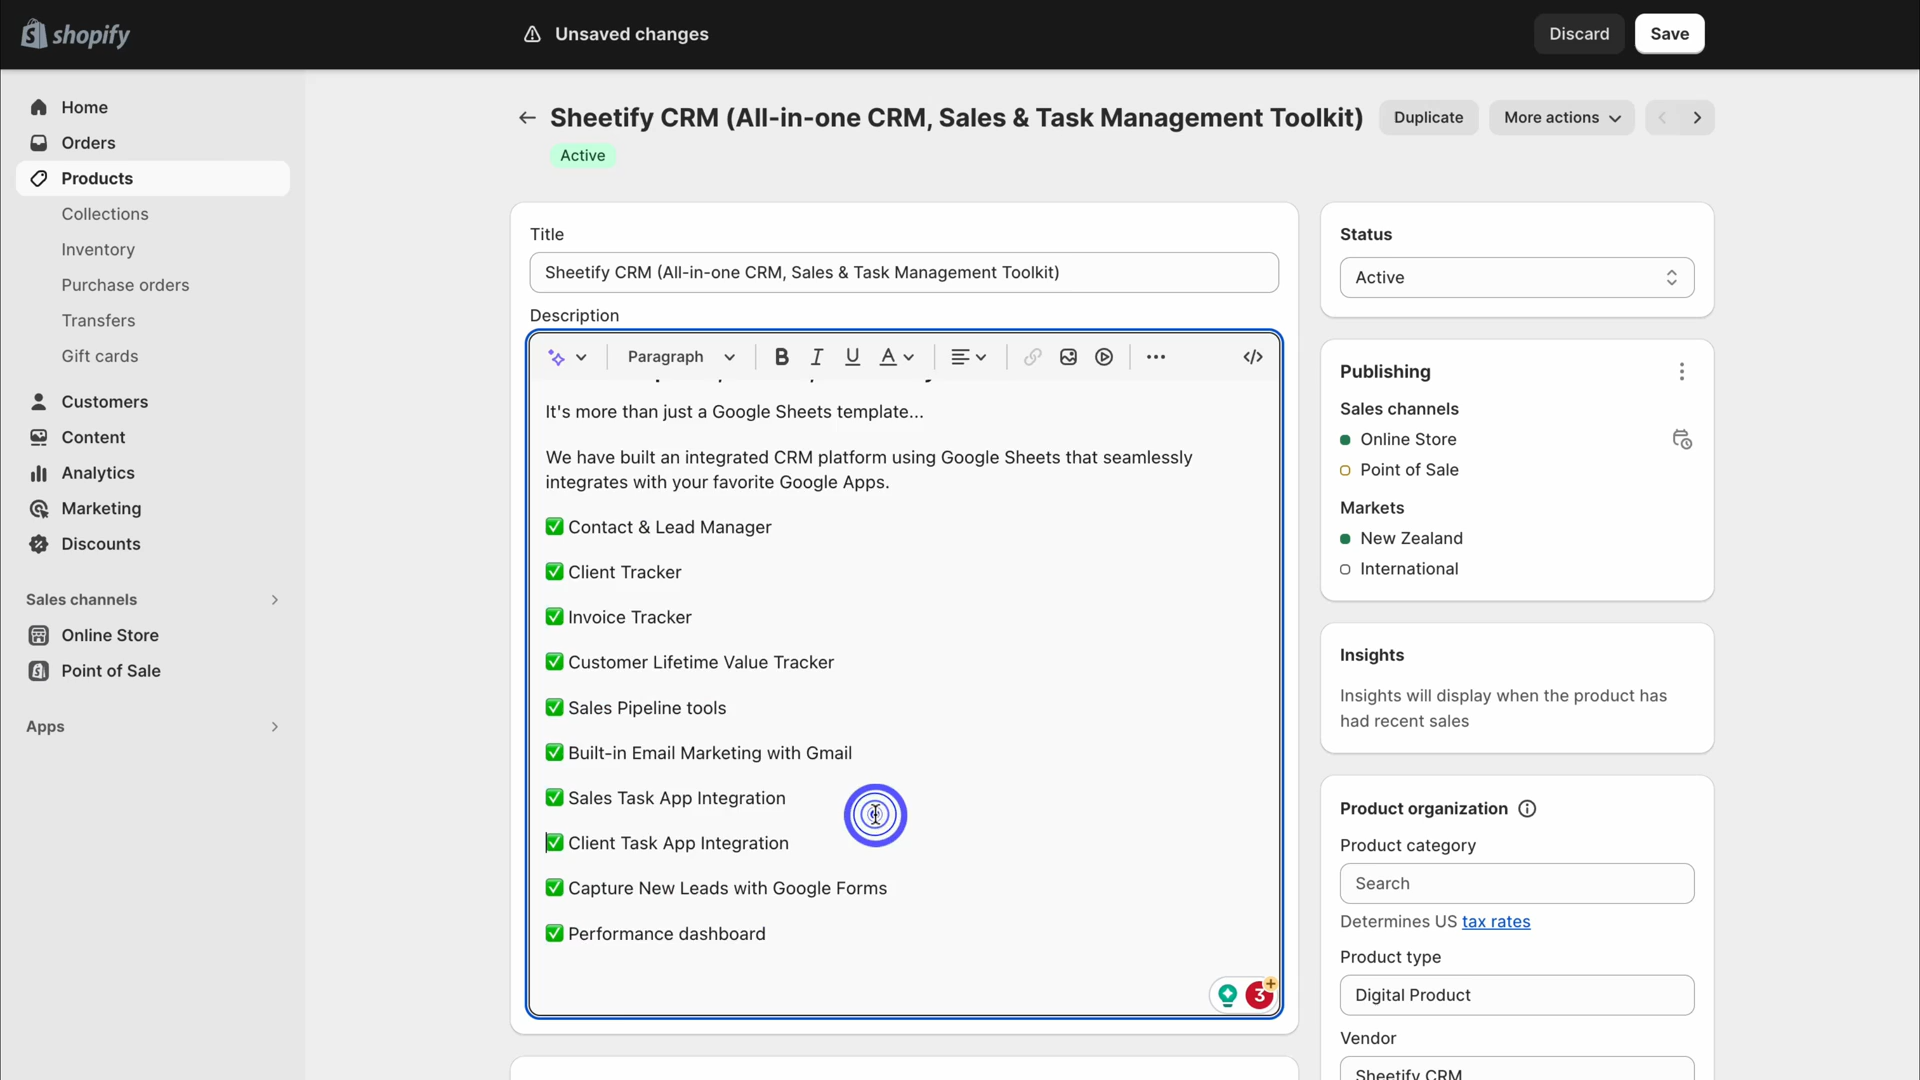 shopify
Unsaved changes
Discard
Save
Home
Orders
Products
Collections
Inventory
Purchase orders
Transfers
Gift cards
Customers
Content
Analytics
Marketing
Discounts
Sales channels
Online Store
Point of Sale
Apps
Sheetify CRM (All-in-one CRM, Sales & Task Management Toolkit)
Duplicate
More actions
Active
Title
Sheetify CRM (All-in-one CRM, Sales & Task Management Toolkit)
Description
Paragraph
B I U A
It's more than just a Google Sheets template...
We have built an integrated CRM platform using Google Sheets that seamlessly
integrates with your favorite Google Apps.
✅ Contact & Lead Manager
✅ Client Tracker
✅ Invoice Tracker
✅ Customer Lifetime Value Tracker
✅ Sales Pipeline tools
✅ Built-in Email Marketing with Gmail
✅ Sales Task App Integration
✅ Client Task App Integration
✅ Capture New Leads with Google Forms
✅ Performance dashboard
3
Status
Active
Publishing
Sales channels
Online Store
Point of Sale
Markets
New Zealand
International
Insights
Insights will display when the product has
had recent sales
Product organization
Product category
Search
Determines US tax rates
Product type
Digital Product
Vendor
Sheetify CRM